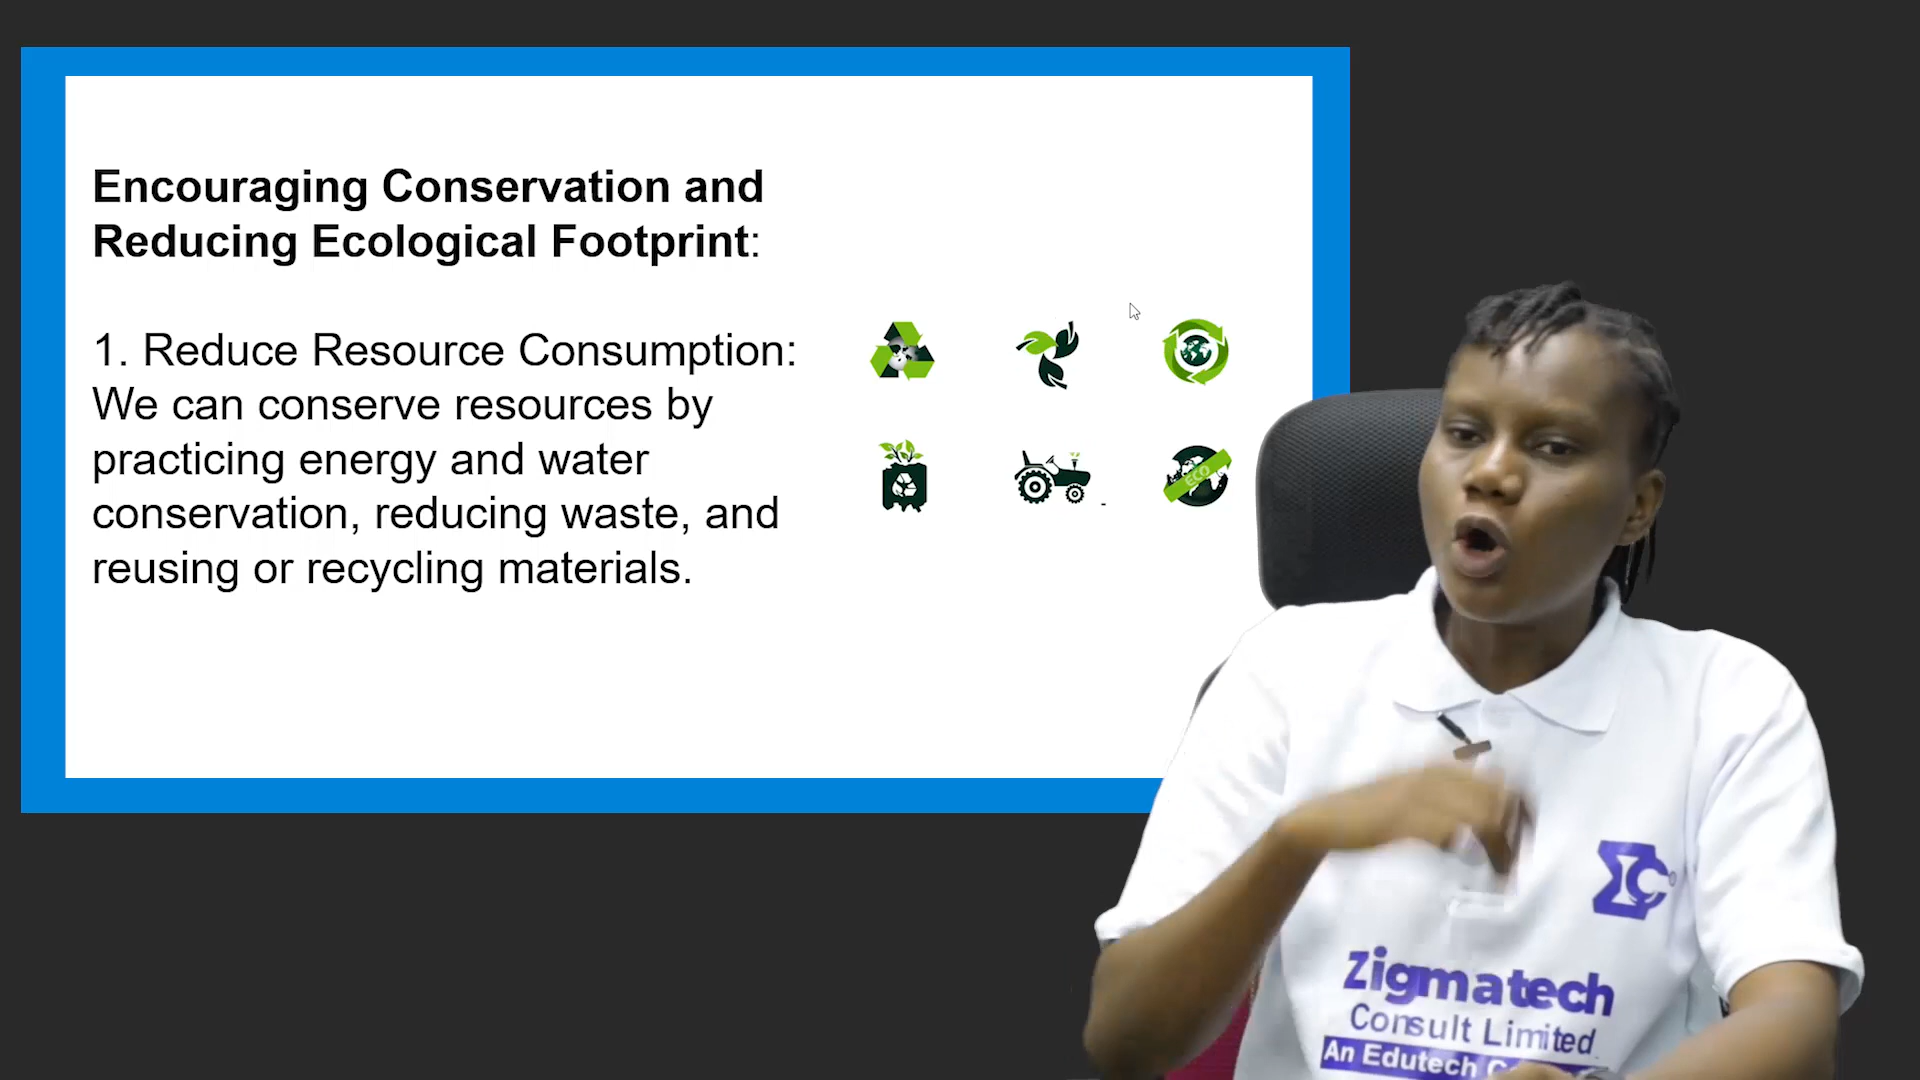 Encouraging Conservation and
Reducing Ecological Footprint:
1. Reduce Resource Consumption:
We can conserve resources by
practicing energy and water
conservation, reducing waste, and
reusing or recycling materials.
ECO
Zigmatech
Consult Limited
An Edutech